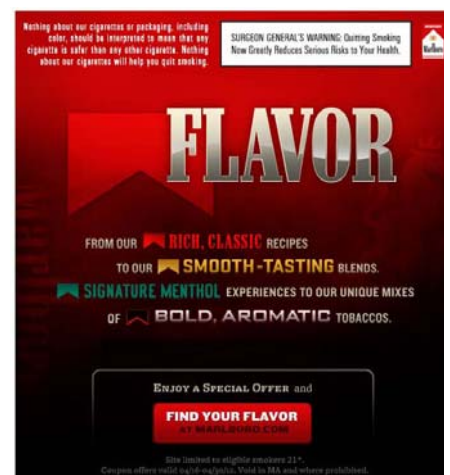 Nothing about our cigarettes or packaging, including
color, should be interpreted to mean that any
cigarette is safer than any other cigarette. Nothing
about our cigarettes will help you quit smoking.
SURGEON GENERAL'S WARNING: Quitting Smoking
Now Greatly Reduces Serious Risks to Your Health.
Marlboro
FLAVOR
FROM OUR RICH, CLASSIC RECIPES
TO OUR SMOOTH-TASTING BLENDS.
SIGNATURE MENTHOL EXPERIENCES TO OUR UNIQUE MIXES
OF BOLD, AROMATIC TOBACCOS.
ENJOY A SPECIAL OFFER and
FIND YOUR FLAVOR
AT MARLBORO.COM
Site limited to eligible smokers 21+.
Coupon offers valid Void in MA and where prohibited.